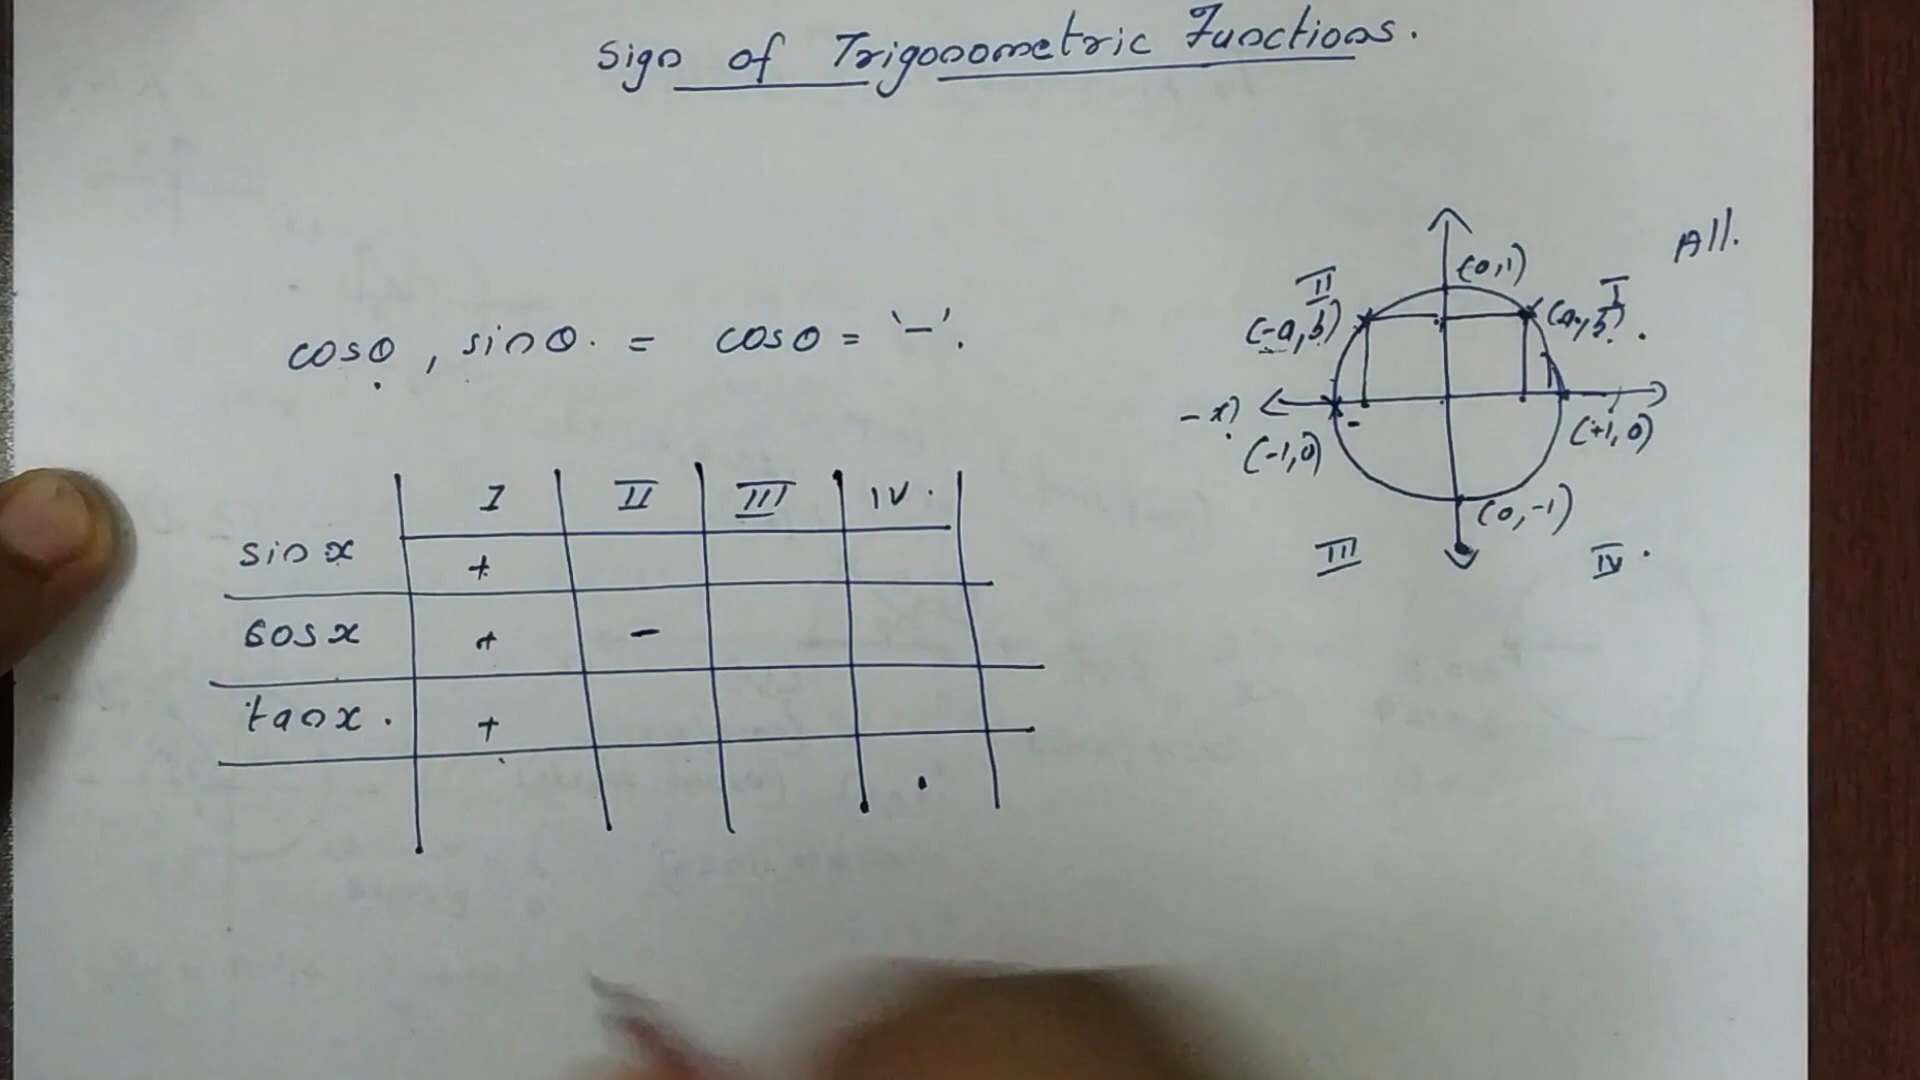 Sign of Trigonometric Functions.
All.
(0,1)
II
I
(-a,b)
(a,b).
cosθ, sinθ. = cosθ = '-'.
-x)
(-1,0)
(+1,0)
(0,-1)
III
IV.
I II III IV.
sin x +
cos x + -
tan x. +